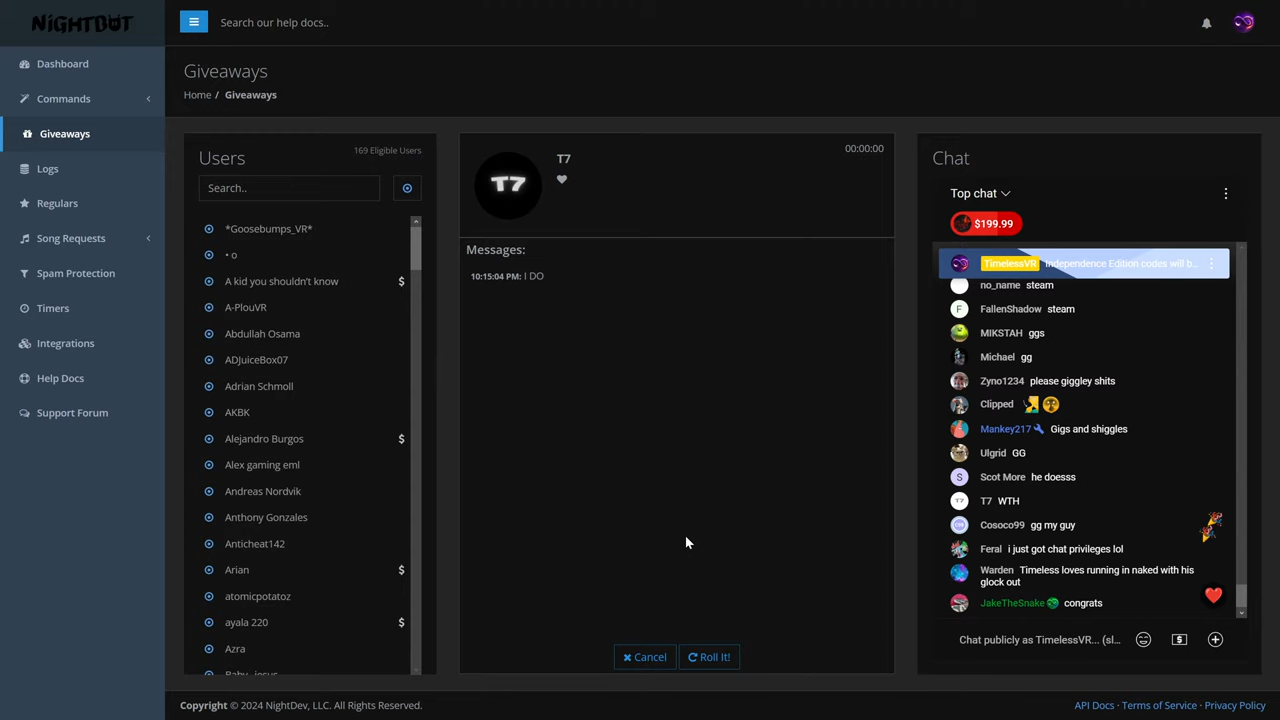 NiGHTBOT
Search our help docs..
Dashboard
Commands
Giveaways
Logs
Regulars
Song Requests
Spam Protection
Timers
Integrations
Help Docs
Support Forum
Giveaways
Home / Giveaways
Users
169 Eligible Users
Search..
*Goosebumps_VR*
• o
A kid you shouldn't know $
A-PlouVR
Abdullah Osama
ADJuiceBox07
Adrian Schmoll
AKBK
Alejandro Burgos $
Alex gaming eml
Andreas Nordvik
Anthony Gonzales
Anticheat142
Arian $
atomicpotatoz
ayala 220 $
Azra
T7
T7
00:00:00
Messages:
10:15:04 PM: I DO
Cancel
Roll It!
Chat
Top chat
$199.99
TimelessVR Independence Edition codes will b...
no_name steam
FallenShadow steam
MIKSTAH ggs
Michael gg
Zyno1234 please giggley shits
Clipped
Mankey217 Gigs and shiggles
Ulgrid GG
Scot More he doesss
T7 WTH
Cosoco99 gg my guy
Feral i just got chat privileges lol
Warden Timeless loves running in naked with his
glock out
JakeTheSnake congrats
Chat publicly as TimelessVR... (sl...
Copyright © 2024 NightDev, LLC. All Rights Reserved.
API Docs - Terms of Service - Privacy Policy